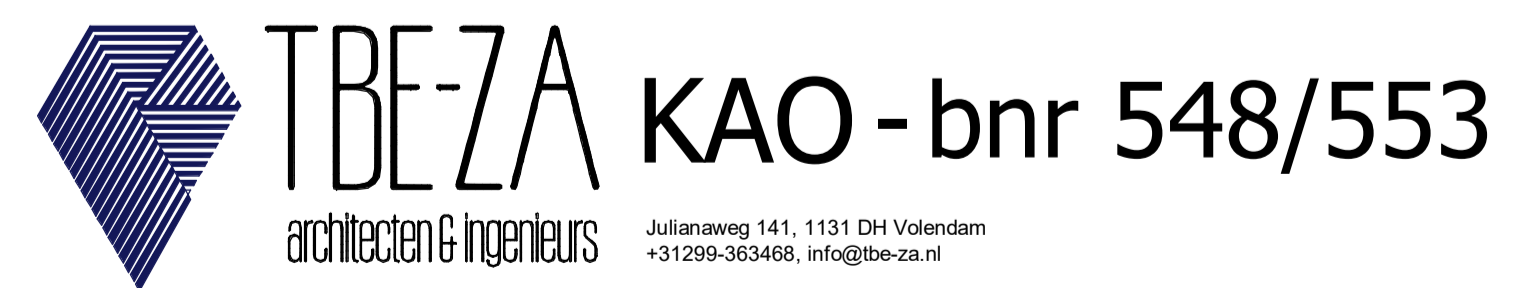 TBE-ZA
architecten & ingenieurs
KAO - bnr 548/553
Julianaweg 141, 1131 DH Volendam
+31299-363468, info@tbe-za.nl